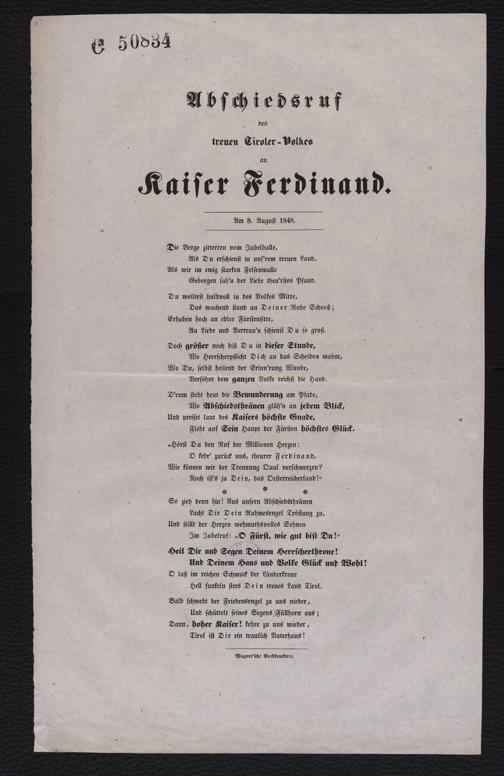 C 50834
Abschiedsruf
des
treuen Tiroler-Volkes
an
Kaiser Ferdinand.
Am 8. August 1848.
Die Berge zitterten vom Jubelhalle,
Als Du erschienst in uns'rem treuen Land,
Als wir im ewig starken Felsenwalle
Geborgen sah'n der Liebe theu'rstes Pfand.
Du weiltest huldvoll in des Volkes Mitte,
Das wachend stand an Deiner Ruhe Schooß;
Erhaben hoch an edler Fürstensitte,
An Liebe und Vertrau'n schienst Du so groß.
Doch größer noch bist Du in dieser Stunde,
Wo Herrscherpflicht Dich an das Scheiden mahnt,
Wo Du, selbst heilend der Erinn'rung Wunde,
Versöhnt dem ganzen Volke reichst die Hand.
D'rum steht heut die Bewunderung am Pfade,
Wo Abschiedsthränen glüh'n an jedem Blick,
Und preiset laut des Kaisers höchste Gnade,
Fleht auf Sein Haupt der Fürsten höchstes Glück.
„Hörst Du den Ruf der Millionen Herzen:
O kehr' zurück uns, theurer Ferdinand,
Wie können wir der Trennung Qual verschmerzen?
Noch ist's ja Dein, das Oesterreicherland!"
* * *
So zieh denn hin! Aus unsern Abschiedsthränen
Lacht Dir Dein Ruhmesengel Tröstung zu,
Und stillt der Herzen wehmuthsvolles Sehnen
Im Jubelruf: „O Fürst, wie gut bist Du!"
Heil Dir und Segen Deinem Herrscherthrone!
Und Deinem Haus und Volke Glück und Wohl!
O laß im reichen Schmuck der Länderkrone
Hell funkeln stets Dein treues Land Tirol.
Bald schwebt der Friedensengel zu uns nieder,
Und schüttelt seines Segens Füllhorn aus;
Dann, hoher Kaiser! kehre zu uns wieder,
Tirol ist Dir ein traulich Vaterhaus!
Wagner'sche Buchdruckerei.